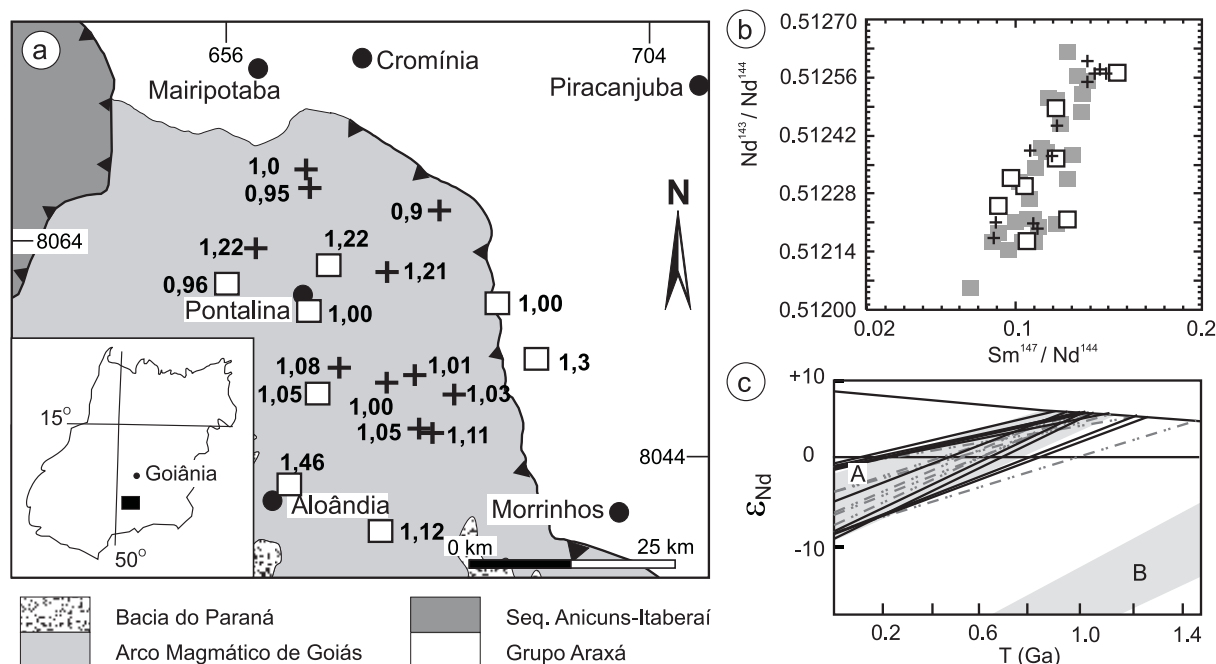 a
656
704
Mairipotaba
Cromínia
Piracanjuba
1,0
0,95
0,9
N
8064
1,22
1,22
1,21
0,96
Pontalina
1,00
1,00
1,3
1,08
1,01
1,05
1,00
1,03
1,05
1,11
8044
1,46
Aloândia
Morrinhos
1,12
0 km
25 km
15º
Goiânia
50º
Bacia do Paraná
Arco Magmático de Goiás
Seq. Anicuns-Itaberaí
Grupo Araxá
b
0.51270
0.51256
0.51242
0.51228
0.51214
0.51200
Nd¹⁴³/ Nd¹⁴⁴
0.02
0.1
0.2
Sm¹⁴⁷/ Nd¹⁴⁴
c
+10
0
-10
εNd
A
B
0.2
0.6
1.0
1.4
T (Ga)